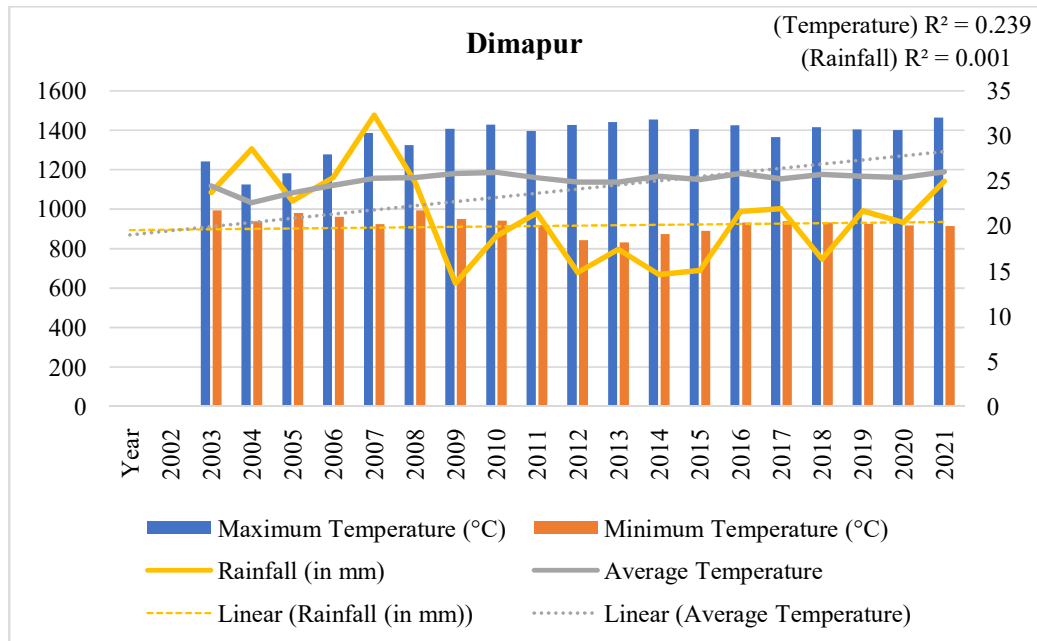 (Temperature) R² = 0.239
Dimapur
(Rainfall) R² = 0.001
1600 35
1400 30
1200 25
1000 20
800 15
600 10
400 5
200 0
0
Year 2002 2003 2004 2005 2006 2007 2008 2009 2010 2011 2012 2013 2014 2015 2016 2017 2018 2019 2020 2021
Maximum Temperature (°C) Minimum Temperature (°C)
Rainfall (in mm) Average Temperature
Linear (Rainfall (in mm)) Linear (Average Temperature)